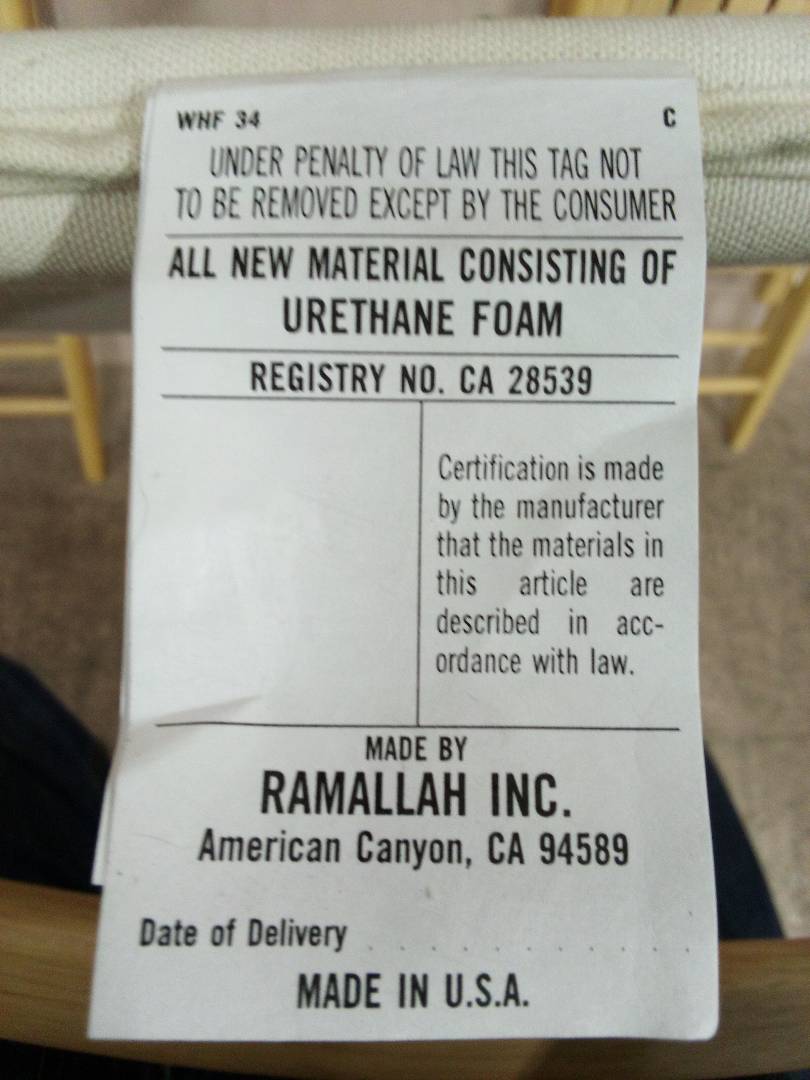 WHF 34 C
UNDER PENALTY OF LAW THIS TAG NOT
TO BE REMOVED EXCEPT BY THE CONSUMER
ALL NEW MATERIAL CONSISTING OF
URETHANE FOAM
REGISTRY NO. CA 28539
Certification is made
by the manufacturer
that the materials in
this article are
described in acc-
ordance with law.
MADE BY
RAMALLAH INC.
American Canyon, CA 94589
Date of Delivery . . . . . . . . . . .
MADE IN U.S.A.